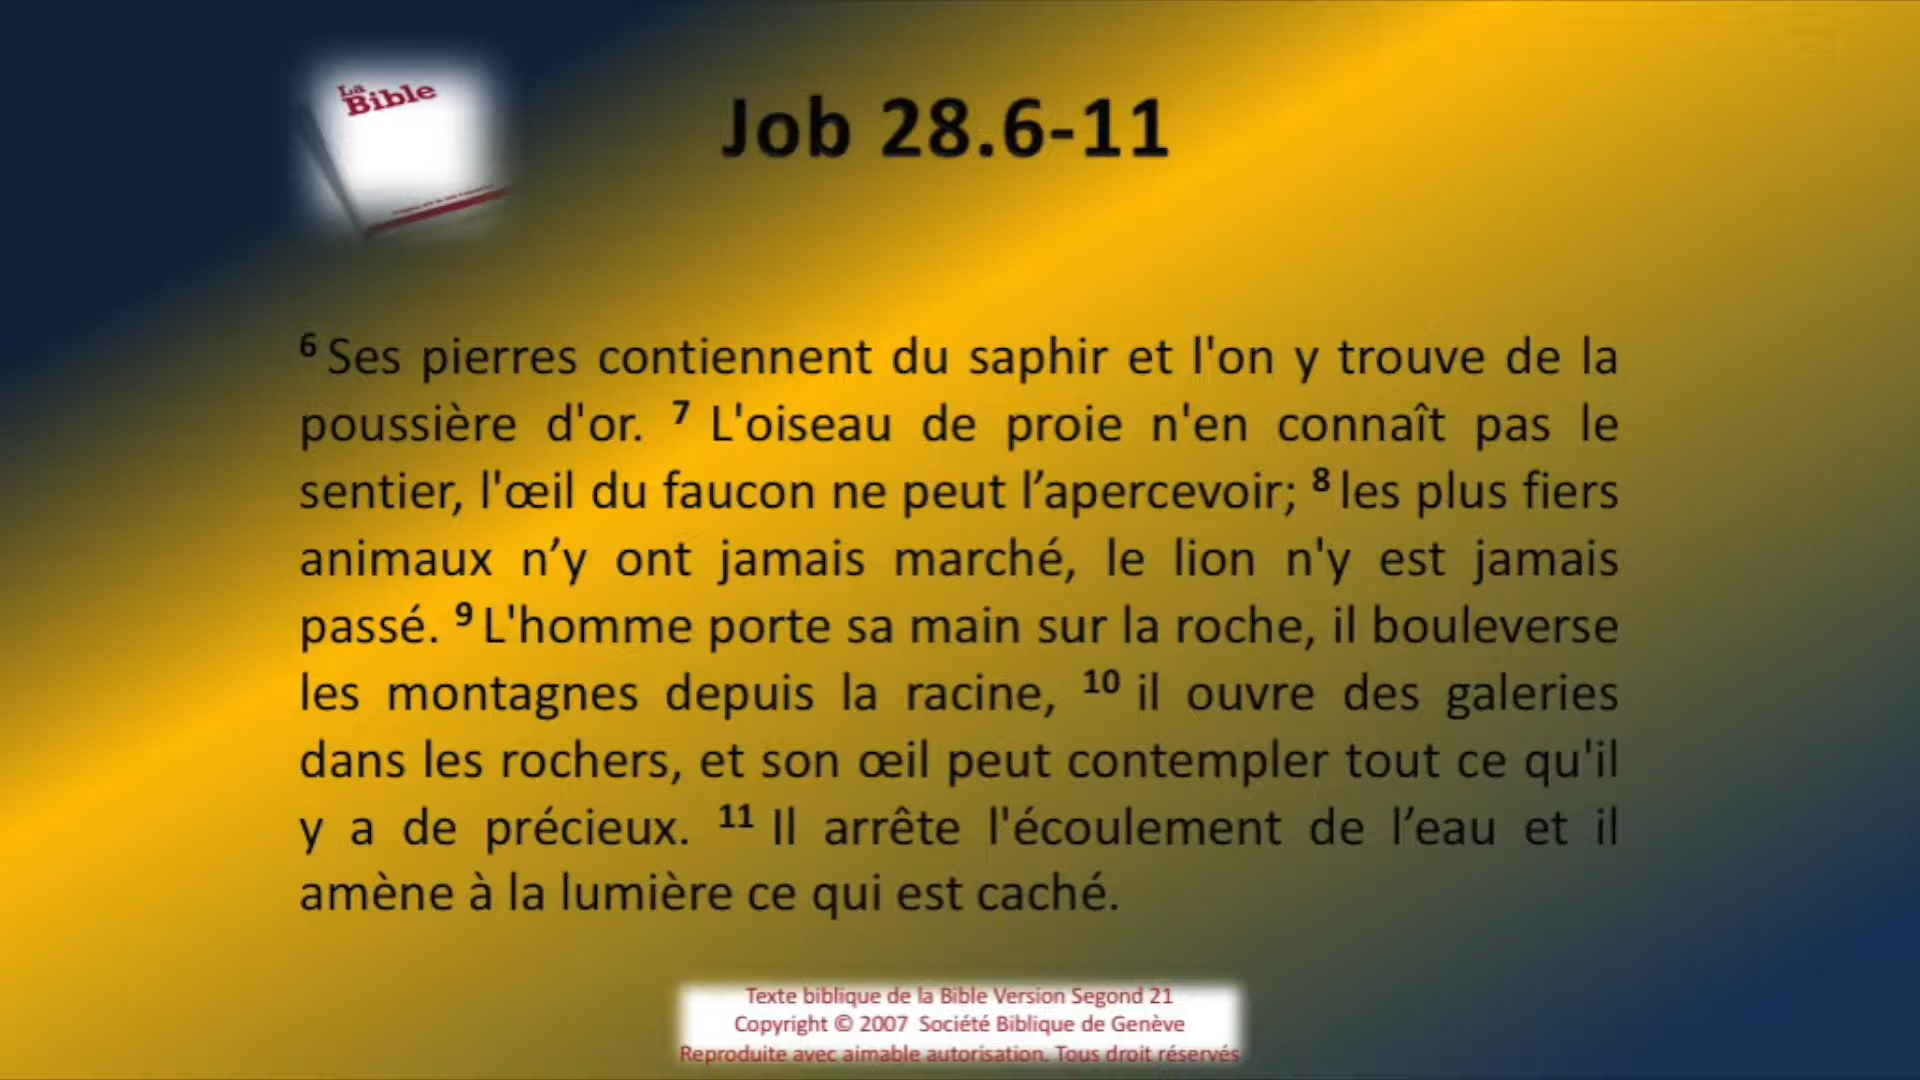 La
Bible
Job 28.6-11
6 Ses pierres contiennent du saphir et l'on y trouve de la
poussière d'or. 7 L'oiseau de proie n'en connaît pas le
sentier, l'œil du faucon ne peut l’apercevoir; 8 les plus fiers
animaux n’y ont jamais marché, le lion n'y est jamais
passé. 9 L'homme porte sa main sur la roche, il bouleverse
les montagnes depuis la racine, 10 il ouvre des galeries
dans les rochers, et son œil peut contempler tout ce qu'il
y a de précieux. 11 Il arrête l'écoulement de l’eau et il
amène à la lumière ce qui est caché.
Texte biblique de la Bible Version Segond 21
Copyright © 2007 Société Biblique de Genève
Reproduite avec aimable autorisation. Tous droit réservés